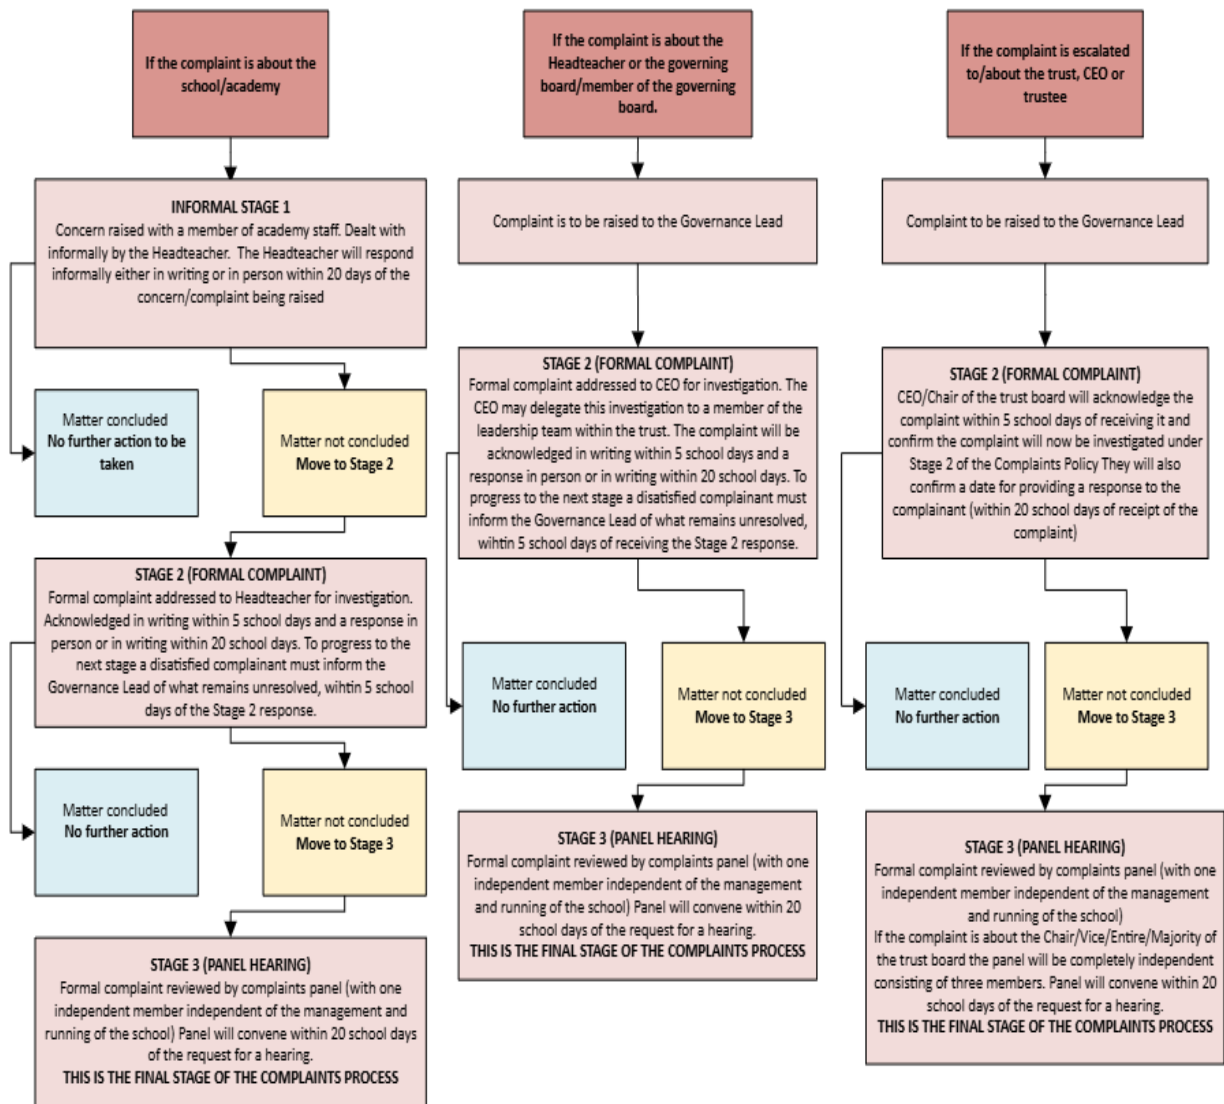 If the complaint is about the
school/academy
INFORMAL STAGE 1
Concern raised with a member of academy staff. Dealt with
informally by the Headteacher. The Headteacher will respond
informally either in writing or in person within 20 days of the
concern/complaint being raised
Matter concluded
No further action to be
taken
Matter not concluded
Move to Stage 2
STAGE 2 (FORMAL COMPLAINT)
Formal complaint addressed to Headteacher for investigation.
Acknowledged in writing within 5 school days and a response in
person or in writing within 20 school days. To progress to the
next stage a disatisfied complainant must inform the
Governance Lead of what remains unresolved, wihtin 5 school
days of the Stage 2 response.
Matter concluded
No further action
Matter not concluded
Move to Stage 3
STAGE 3 (PANEL HEARING)
Formal complaint reviewed by complaints panel (with one
independent member independent of the management and
running of the school) Panel will convene within 20 school days
of the request for a hearing.
THIS IS THE FINAL STAGE OF THE COMPLAINTS PROCESS
If the complaint is about the
Headteacher or the governing
board/member of the governing
board.
Complaint is to be raised to the Governance Lead
STAGE 2 (FORMAL COMPLAINT)
Formal complaint addressed to CEO for investigation. The
CEO may delegate this investigation to a member of the
leadership team within the trust. The complaint will be
acknowledged in writing within 5 school days and a
response in person or in writing within 20 school days. To
progress to the next stage a disatisfied complainant must
inform the Governance Lead of what remains unresolved,
wihtin 5 school days of receiving the Stage 2 response.
Matter concluded
No further action
Matter not concluded
Move to Stage 3
STAGE 3 (PANEL HEARING)
Formal complaint reviewed by complaints panel (with one
independent member independent of the management
and running of the school) Panel will convene within 20
school days of the request for a hearing.
THIS IS THE FINAL STAGE OF THE COMPLAINTS PROCESS
If the complaint is escalated
to/about the trust, CEO or
trustee
Complaint to be raised to the Governance Lead
STAGE 2 (FORMAL COMPLAINT)
CEO/Chair of the trust board will acknowledge the
complaint within 5 school days of receiving it and
confirm the complaint will now be investigated under
Stage 2 of the Complaints Policy They will also
confirm a date for providing a response to the
complainant (within 20 school days of receipt of the
complaint)
Matter concluded
No further action
Matter not concluded
Move to Stage 3
STAGE 3 (PANEL HEARING)
Formal complaint reviewed by complaints panel (with one
independent member independent of the management
and running of the school)
If the complaint is about the Chair/Vice/Entire/Majority of
the trust board the panel will be completely independent
consisting of three members. Panel will convene within 20
school days of the request for a hearing.
THIS IS THE FINAL STAGE OF THE COMPLAINTS PROCESS